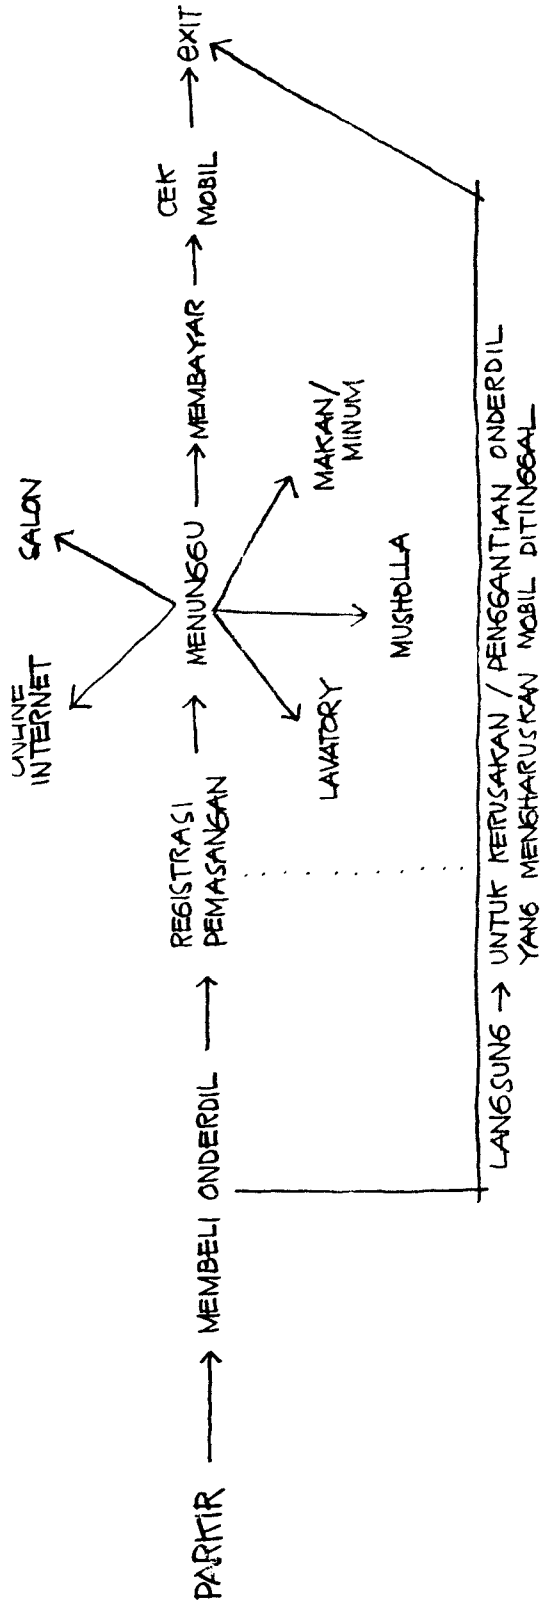 PARKIR
MEMBELI ONDERDIL
REGISTRASI
PEMASANGAN
MENUNGGU
ONLINE
INTERNET
SALON
LAVATORY
MUSHOLLA
MAKAN/
MINUM
MEMBAYAR
CEK
MOBIL
EXIT
LANGSUNG → UNTUK KERUSAKAN / PENGGANTIAN ONDERDIL
YANG MENGHARUSKAN MOBIL DITINGGAL